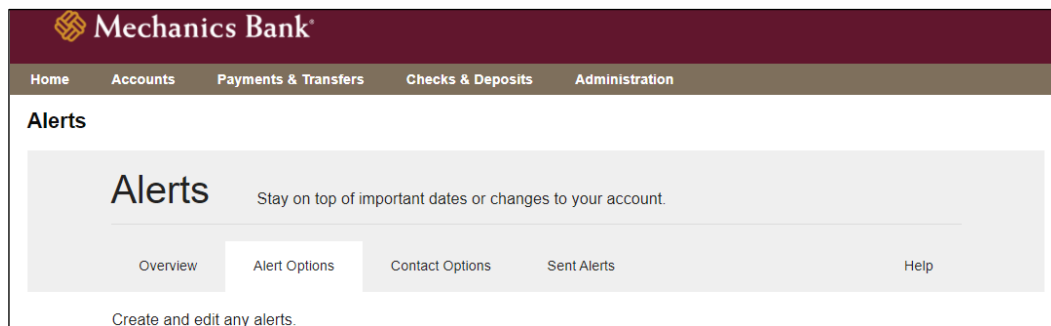 Mechanics Bank®
Home Accounts Payments & Transfers Checks & Deposits Administration
Alerts
Alerts Stay on top of important dates or changes to your account.
Overview Alert Options Contact Options Sent Alerts Help
Create and edit any alerts.